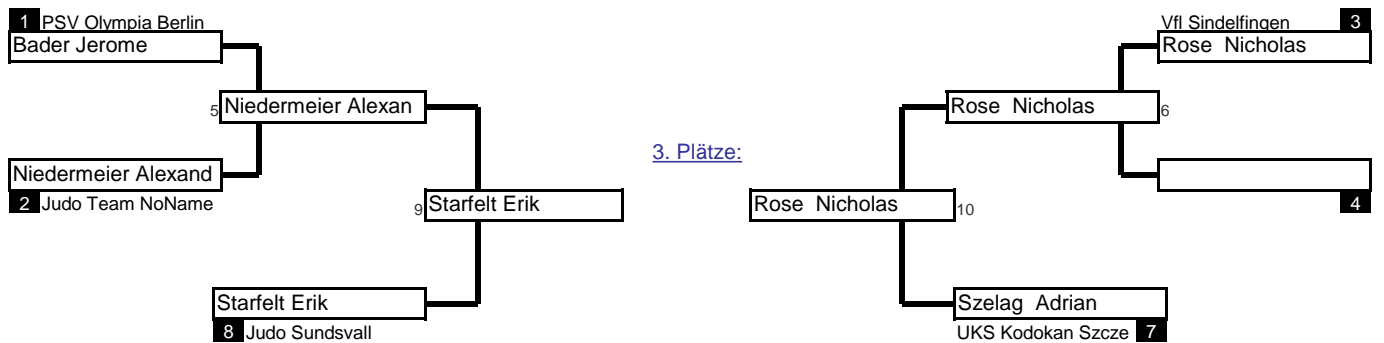 1 PSV Olympia Berlin
Bader Jerome
5 Niedermeier Alexan
Niedermeier Alexand
2 Judo Team NoName
9 Starfelt Erik
Starfelt Erik
8 Judo Sundsvall
3. Plätze:
Vfl Sindelfingen 3
Rose Nicholas
Rose Nicholas 6
4
Rose Nicholas 10
Szelag Adrian
UKS Kodokan Szcze 7